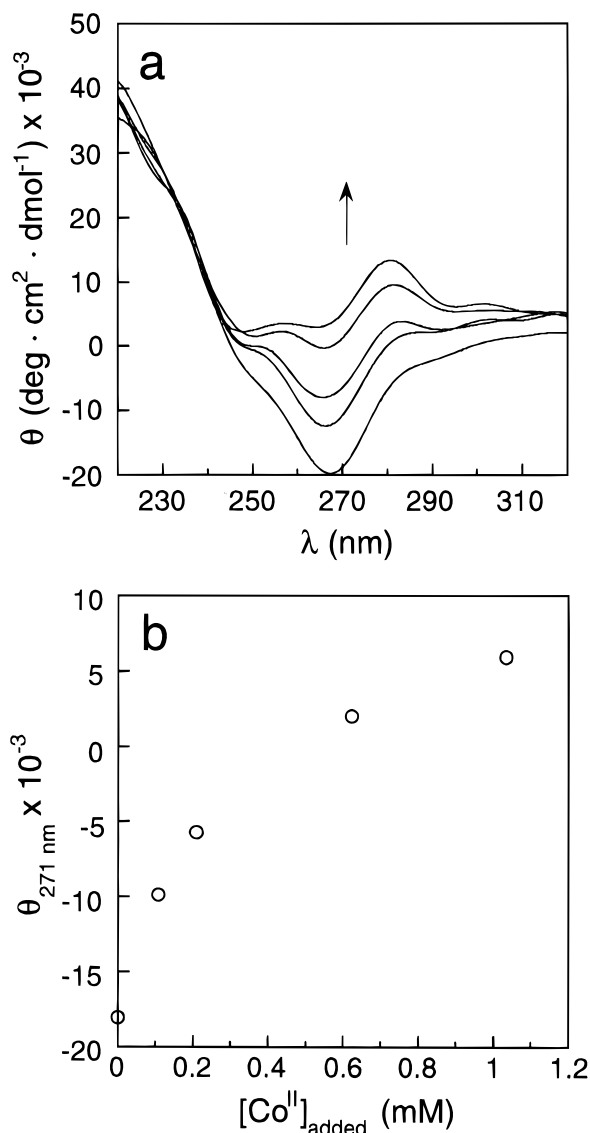 50
a
40
30
20
10
0
-10
-20
θ (deg · cm² · dmol⁻¹) x 10⁻³
230 250 270 290 310
λ (nm)
10
b
5
0
-5
-10
-15
-20
θ₂₇₁ ₙₘ x 10⁻³
0 0.2 0.4 0.6 0.8 1 1.2
[Coᴵᴵ]added (mM)